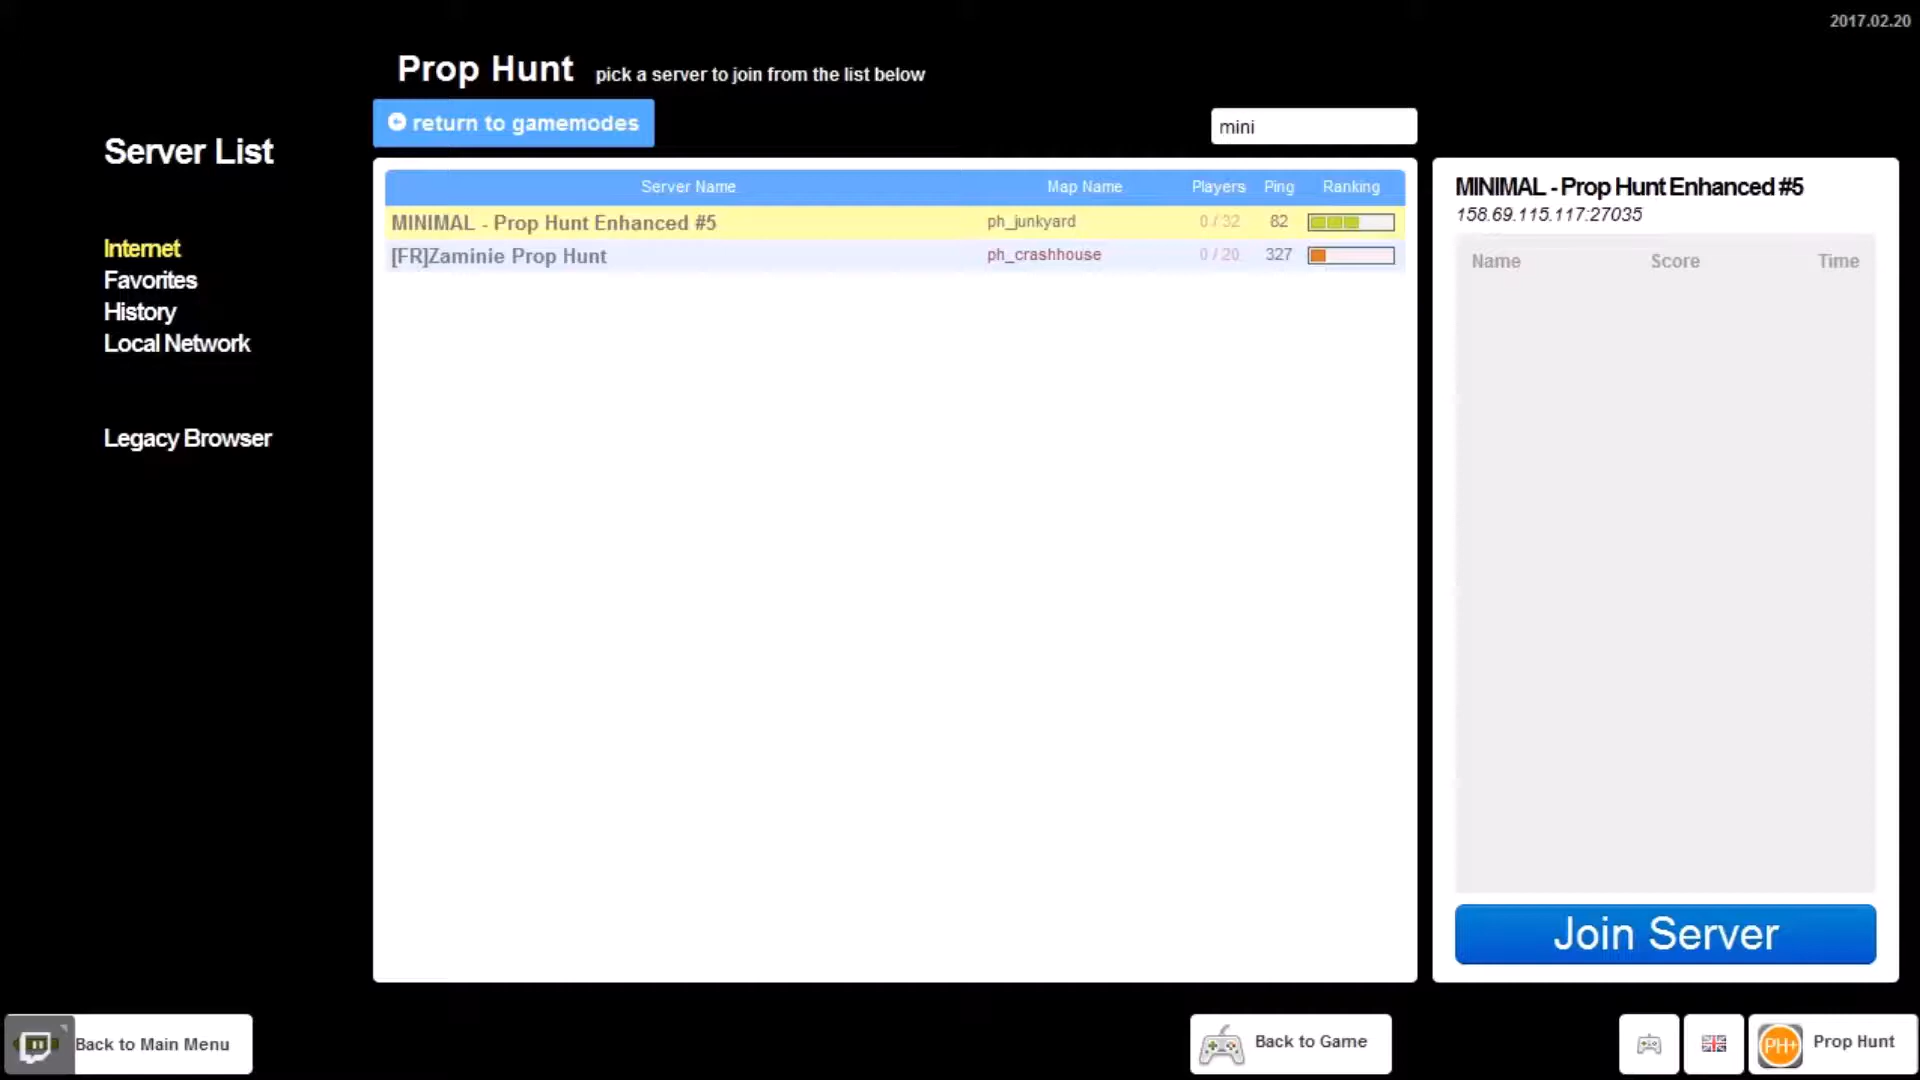 2017.02.20
Prop Hunt pick a server to join from the list below
return to gamemodes
mini
Server List
Internet
Favorites
History
Local Network
Legacy Browser
Server Name Map Name Players Ping Ranking
MINIMAL - Prop Hunt Enhanced #5 ph_junkyard 0 / 32 82
[FR]Zaminie Prop Hunt ph_crashhouse 0 / 20 327
MINIMAL - Prop Hunt Enhanced #5
158.69.115.117:27035
Name Score Time
Join Server
Back to Main Menu
Back to Game
PH+ Prop Hunt